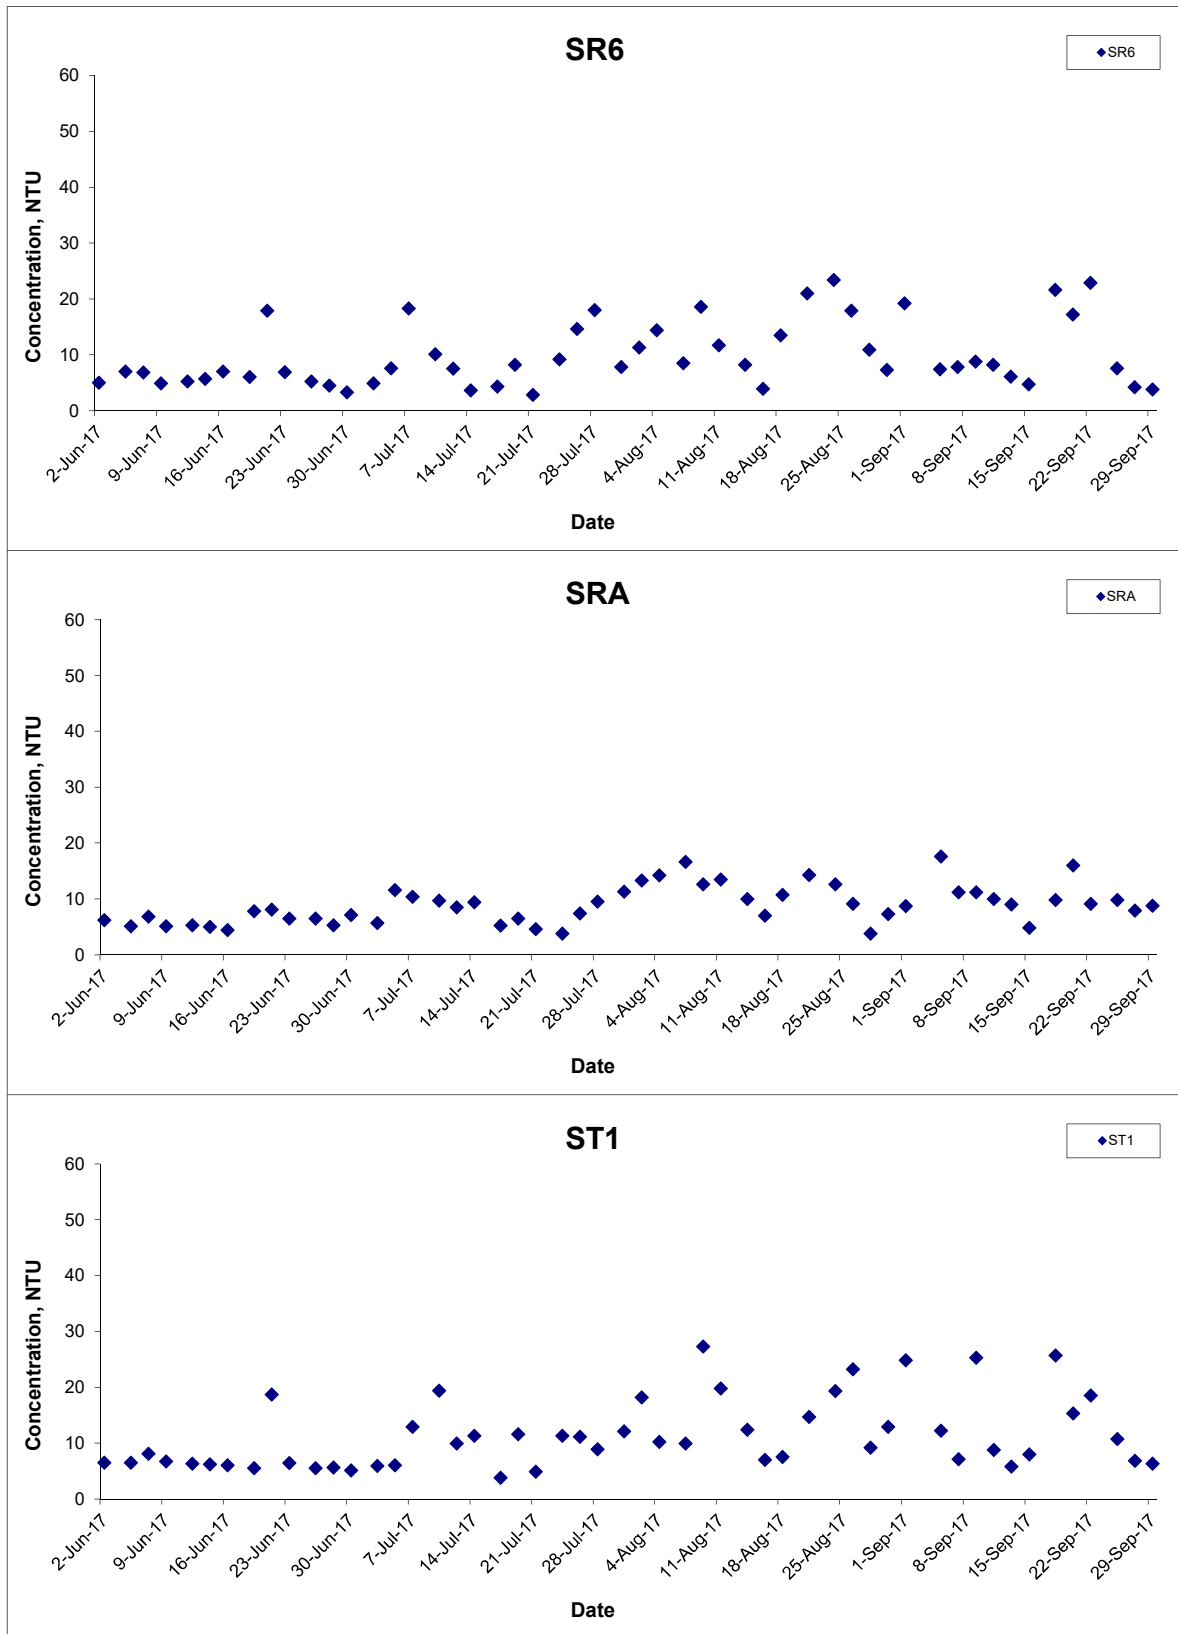 SR6
SR6
60
50
40
30
20
10
0
Concentration, NTU
2-Jun-17
9-Jun-17
16-Jun-17
23-Jun-17
30-Jun-17
7-Jul-17
14-Jul-17
21-Jul-17
28-Jul-17
4-Aug-17
11-Aug-17
18-Aug-17
25-Aug-17
1-Sep-17
8-Sep-17
15-Sep-17
22-Sep-17
29-Sep-17
Date
SRA
SRA
60
50
40
30
20
10
0
Concentration, NTU
2-Jun-17
9-Jun-17
16-Jun-17
23-Jun-17
30-Jun-17
7-Jul-17
14-Jul-17
21-Jul-17
28-Jul-17
4-Aug-17
11-Aug-17
18-Aug-17
25-Aug-17
1-Sep-17
8-Sep-17
15-Sep-17
22-Sep-17
29-Sep-17
Date
ST1
ST1
60
50
40
30
20
10
0
Concentration, NTU
2-Jun-17
9-Jun-17
16-Jun-17
23-Jun-17
30-Jun-17
7-Jul-17
14-Jul-17
21-Jul-17
28-Jul-17
4-Aug-17
11-Aug-17
18-Aug-17
25-Aug-17
1-Sep-17
8-Sep-17
15-Sep-17
22-Sep-17
29-Sep-17
Date